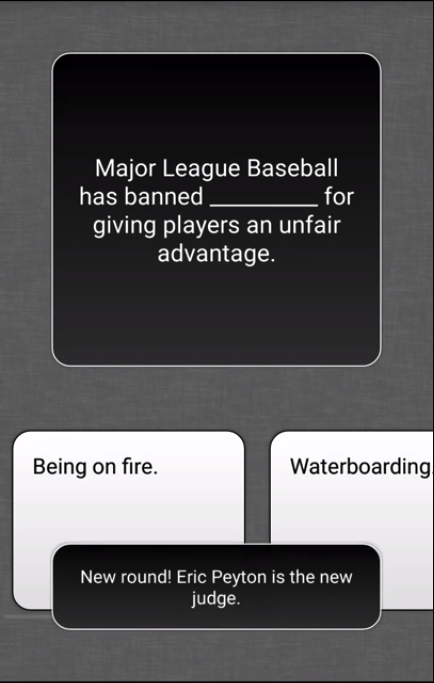 Major League Baseball
has banned __________ for
giving players an unfair
advantage.
Being on fire.
Waterboarding.
New round! Eric Peyton is the new
judge.